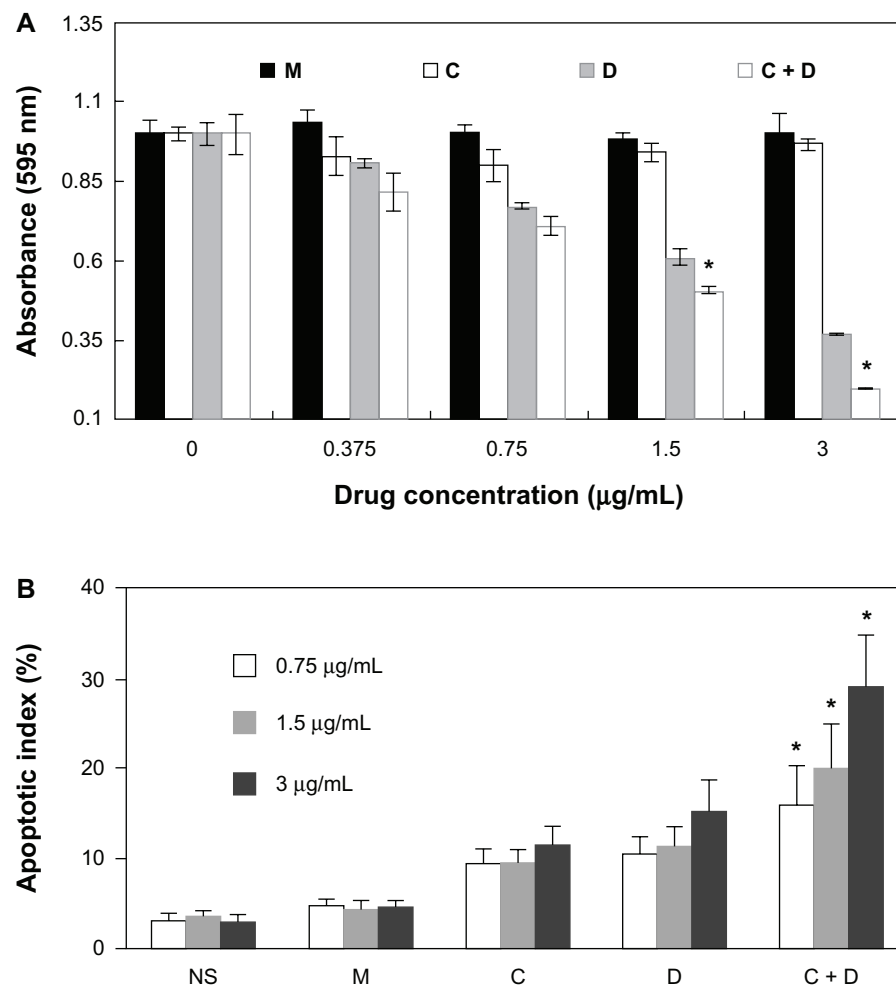 A
Absorbance (595 nm)
1.35
1.1
0.85
0.6
0.35
0.1
M C D C + D
*
*
0 0.375 0.75 1.5 3
Drug concentration (μg/mL)
B
Apoptotic index (%)
40
30
20
10
0
0.75 μg/mL
1.5 μg/mL
3 μg/mL
*
*
*
NS M C D C + D